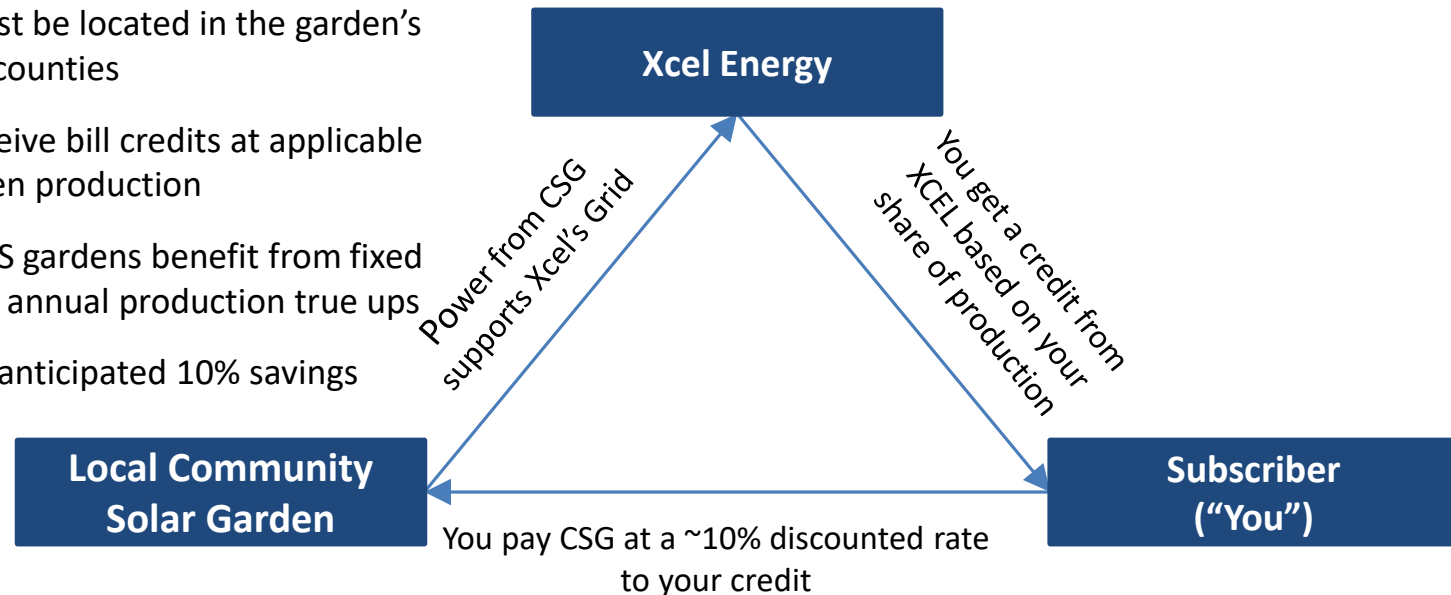 st be located in the garden's
counties
Xcel Energy
eive bill credits at applicable
en production
S gardens benefit from fixed
annual production true ups
anticipated 10% savings
Power from CSG
supports Xcel's Grid
You get a credit from
XCEL based on your
share of production
Local Community
Solar Garden
Subscriber
("You")
You pay CSG at a ~10% discounted rate
to your credit